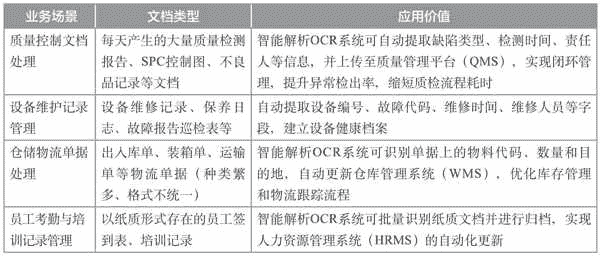 业务场景 文档类型 应用价值
质量控制文档 每天产生的大量质量检测 智能解析OCR系统可自动提取缺陷类型、检测时间、责任
处理 报告、SPC控制图、不良 人等信息，并上传至质量管理平台（QMS），实现闭环管
品记录等文档 理，提升异常检出率，缩短质检流程耗时
设备维护记录 设备维修记录、保养日 自动提取设备编号、故障代码、维修时间、维修人员等字
管理 志、故障报告巡检表等 段，建立设备健康档案
仓储物流单据 出入库单、装箱单、运输 智能解析OCR系统可识别单据上的物料代码、数量和目
处理 单等物流单据（种类繁 的地，自动更新仓库管理系统（WMS），优化库存管理
多、格式不统一） 和物流跟踪流程
员工考勤与培 以纸质形式存在的员工签 智能解析OCR系统可批量识别纸质文档并进行归档，实现
训记录管理 到表、培训记录 人力资源管理系统（HRMS）的自动化更新